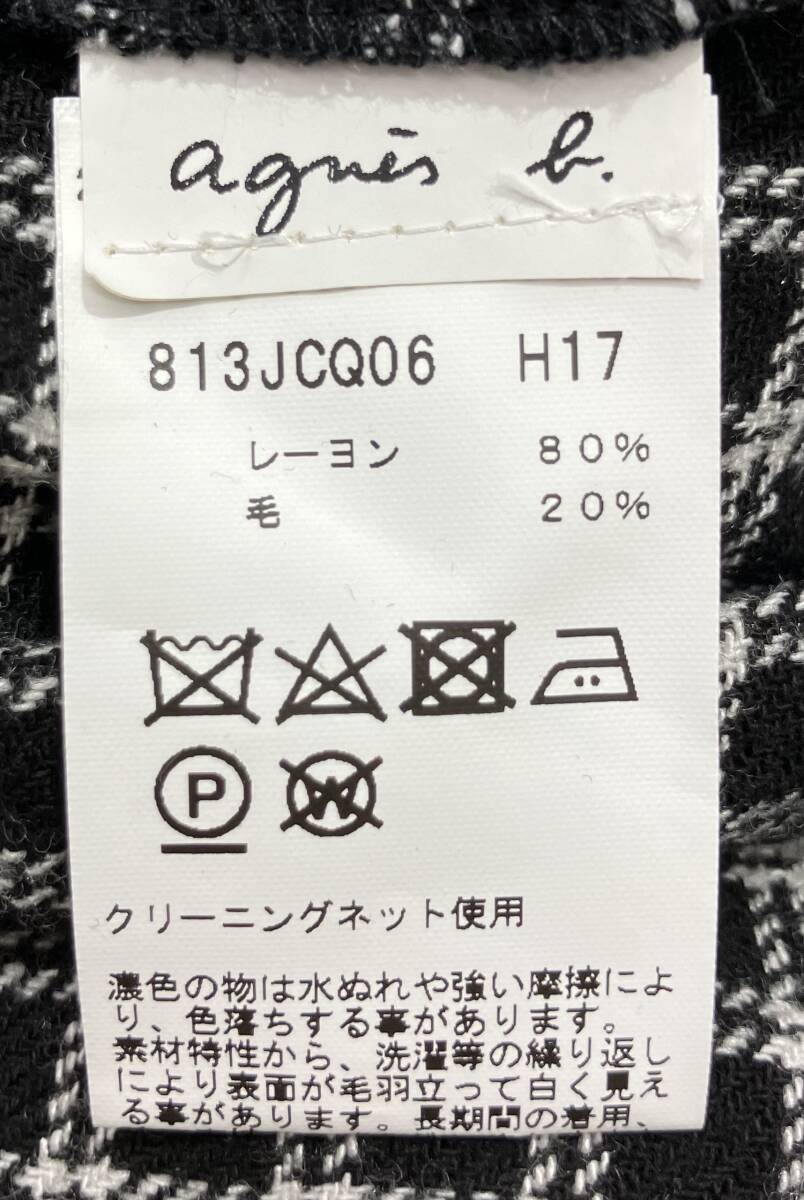 agnès b.
813JCQ06 H17
レーヨン 80%
毛 20%
P
W
クリーニングネット使用
濃色の物は水ぬれや強い摩擦によ
り、色落ちする事があります。
素材特性から、洗濯等の繰り返し
により表面が毛羽立って白く見え
る事があります。長期間の着用、